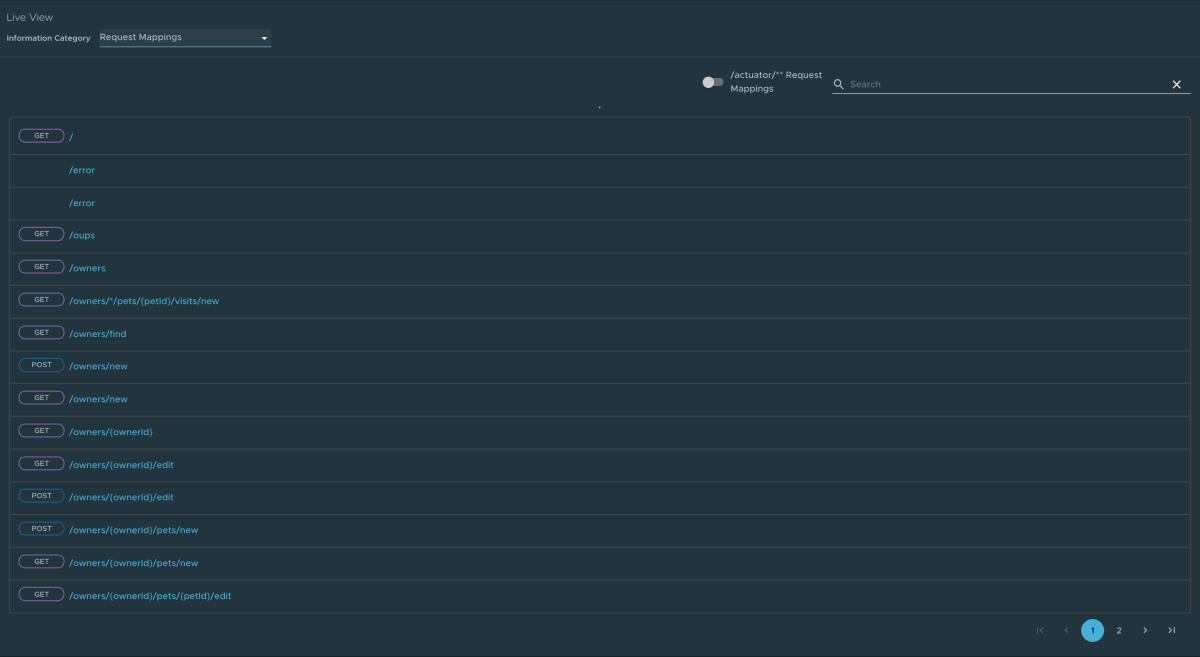 Live View
Information Category Request Mappings
/actuator/** Request
Mappings
Search
GET /
/error
/error
GET /oups
GET /owners
GET /owners/*/pets/{petId}/visits/new
GET /owners/find
POST /owners/new
GET /owners/new
GET /owners/{ownerId}
GET /owners/{ownerId}/edit
POST /owners/{ownerId}/edit
POST /owners/{ownerId}/pets/new
GET /owners/{ownerId}/pets/new
GET /owners/{ownerId}/pets/{petId}/edit
1 2